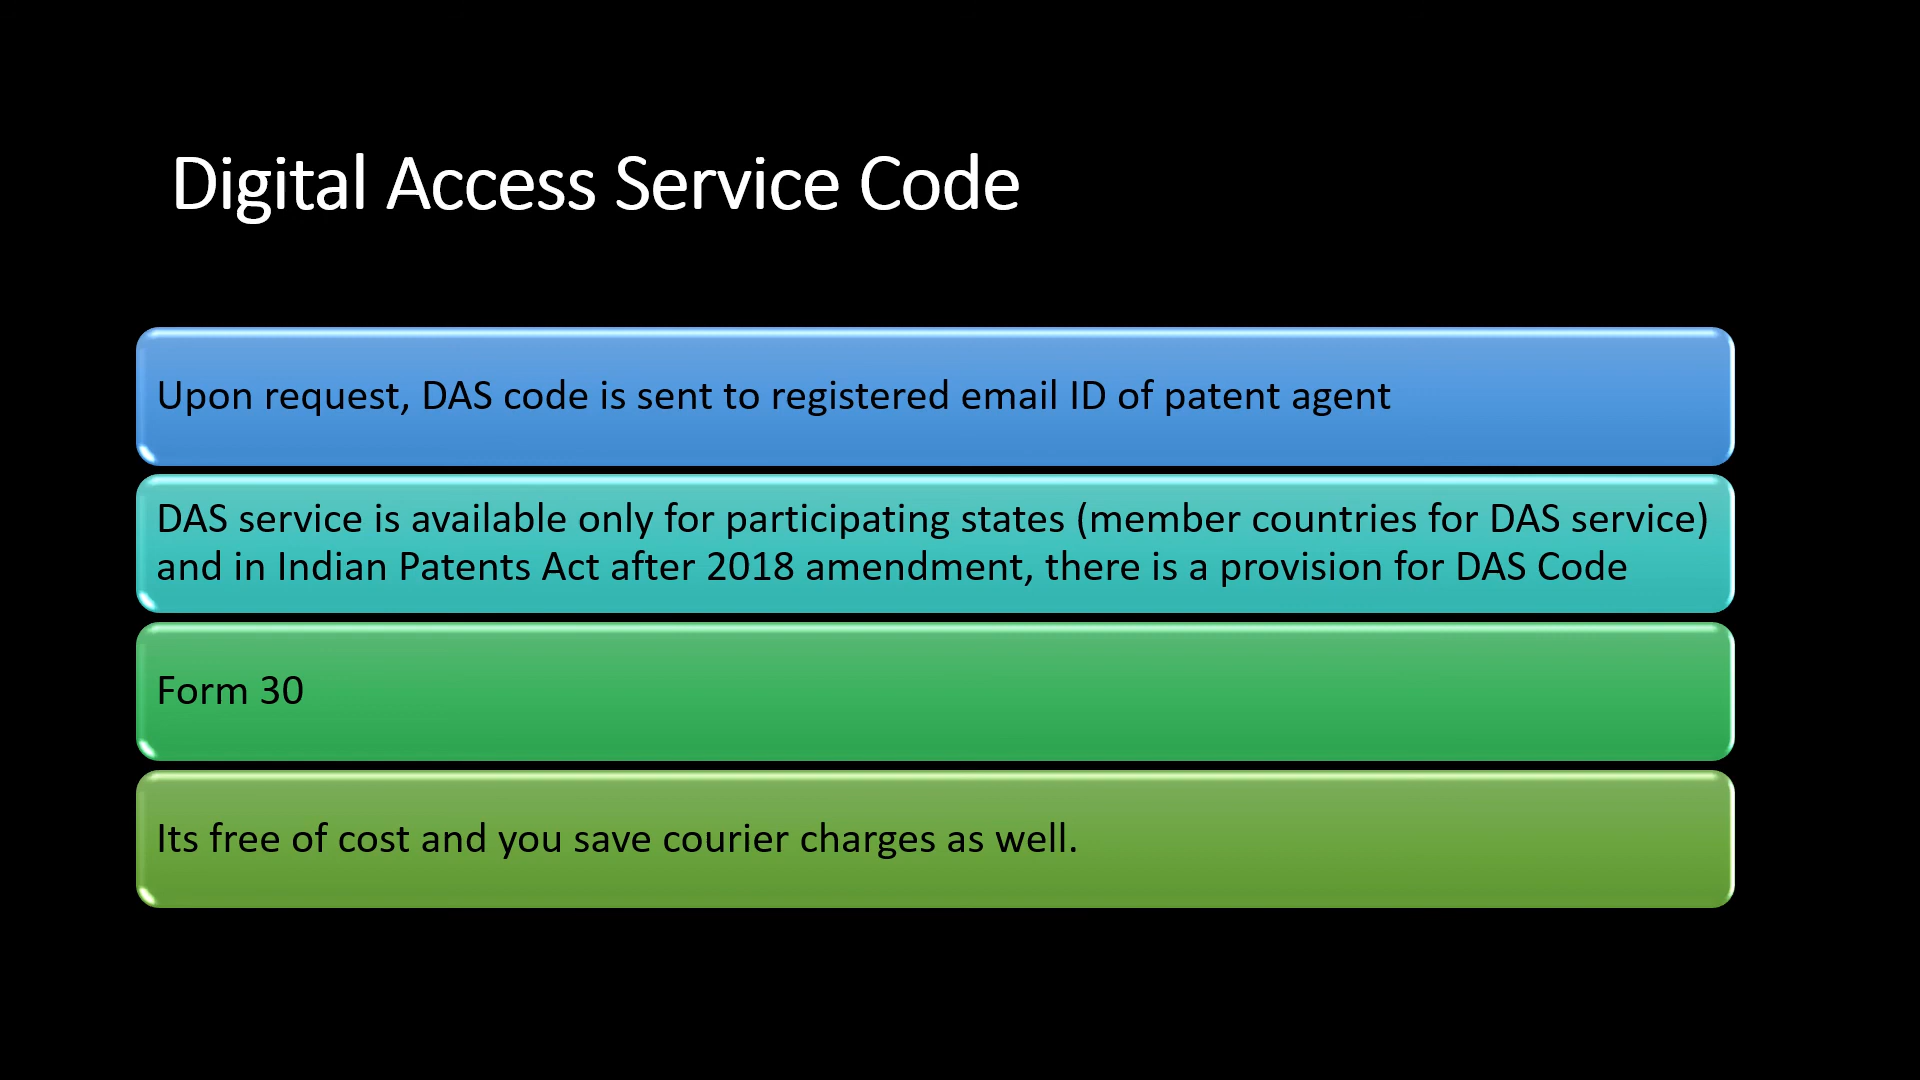 Digital Access Service Code
Upon request, DAS code is sent to registered email ID of patent agent
DAS service is available only for participating states (member countries for DAS service)
and in Indian Patents Act after 2018 amendment, there is a provision for DAS Code
Form 30
Its free of cost and you save courier charges as well.